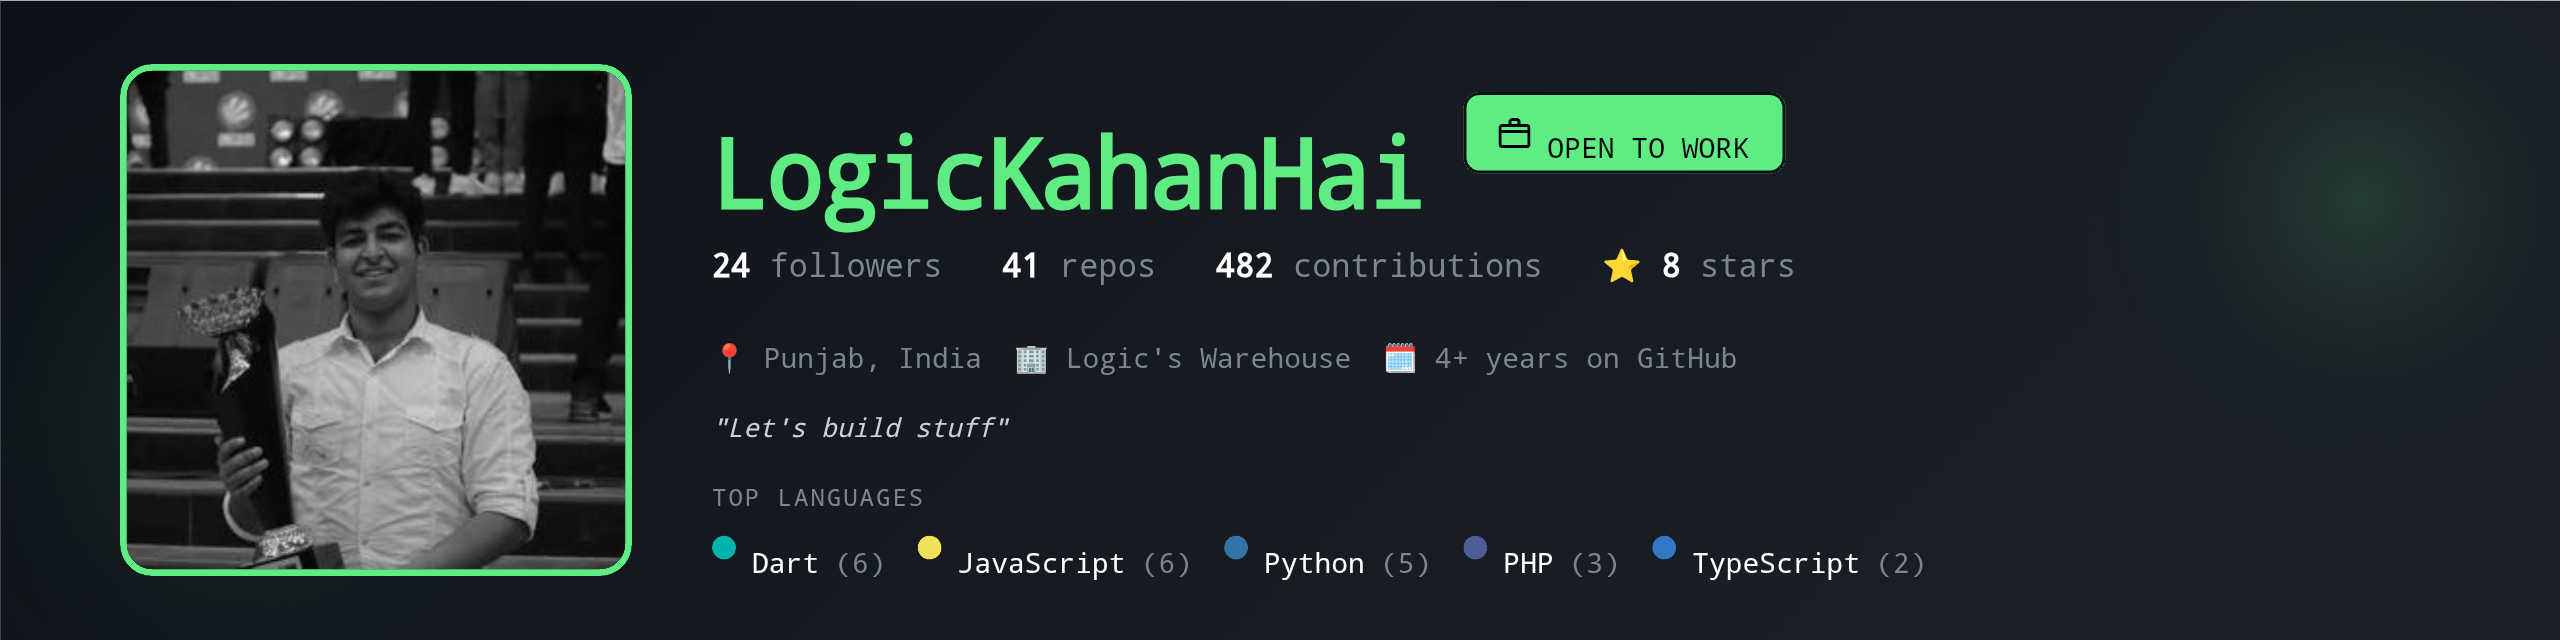 LogicKahanHai OPEN TO WORK
24 followers 41 repos 482 contributions ⭐ 8 stars
📍 Punjab, India 🏢 Logic's Warehouse 🗓️ 4+ years on GitHub
"Let's build stuff"
TOP LANGUAGES
Dart (6) JavaScript (6) Python (5) PHP (3) TypeScript (2)